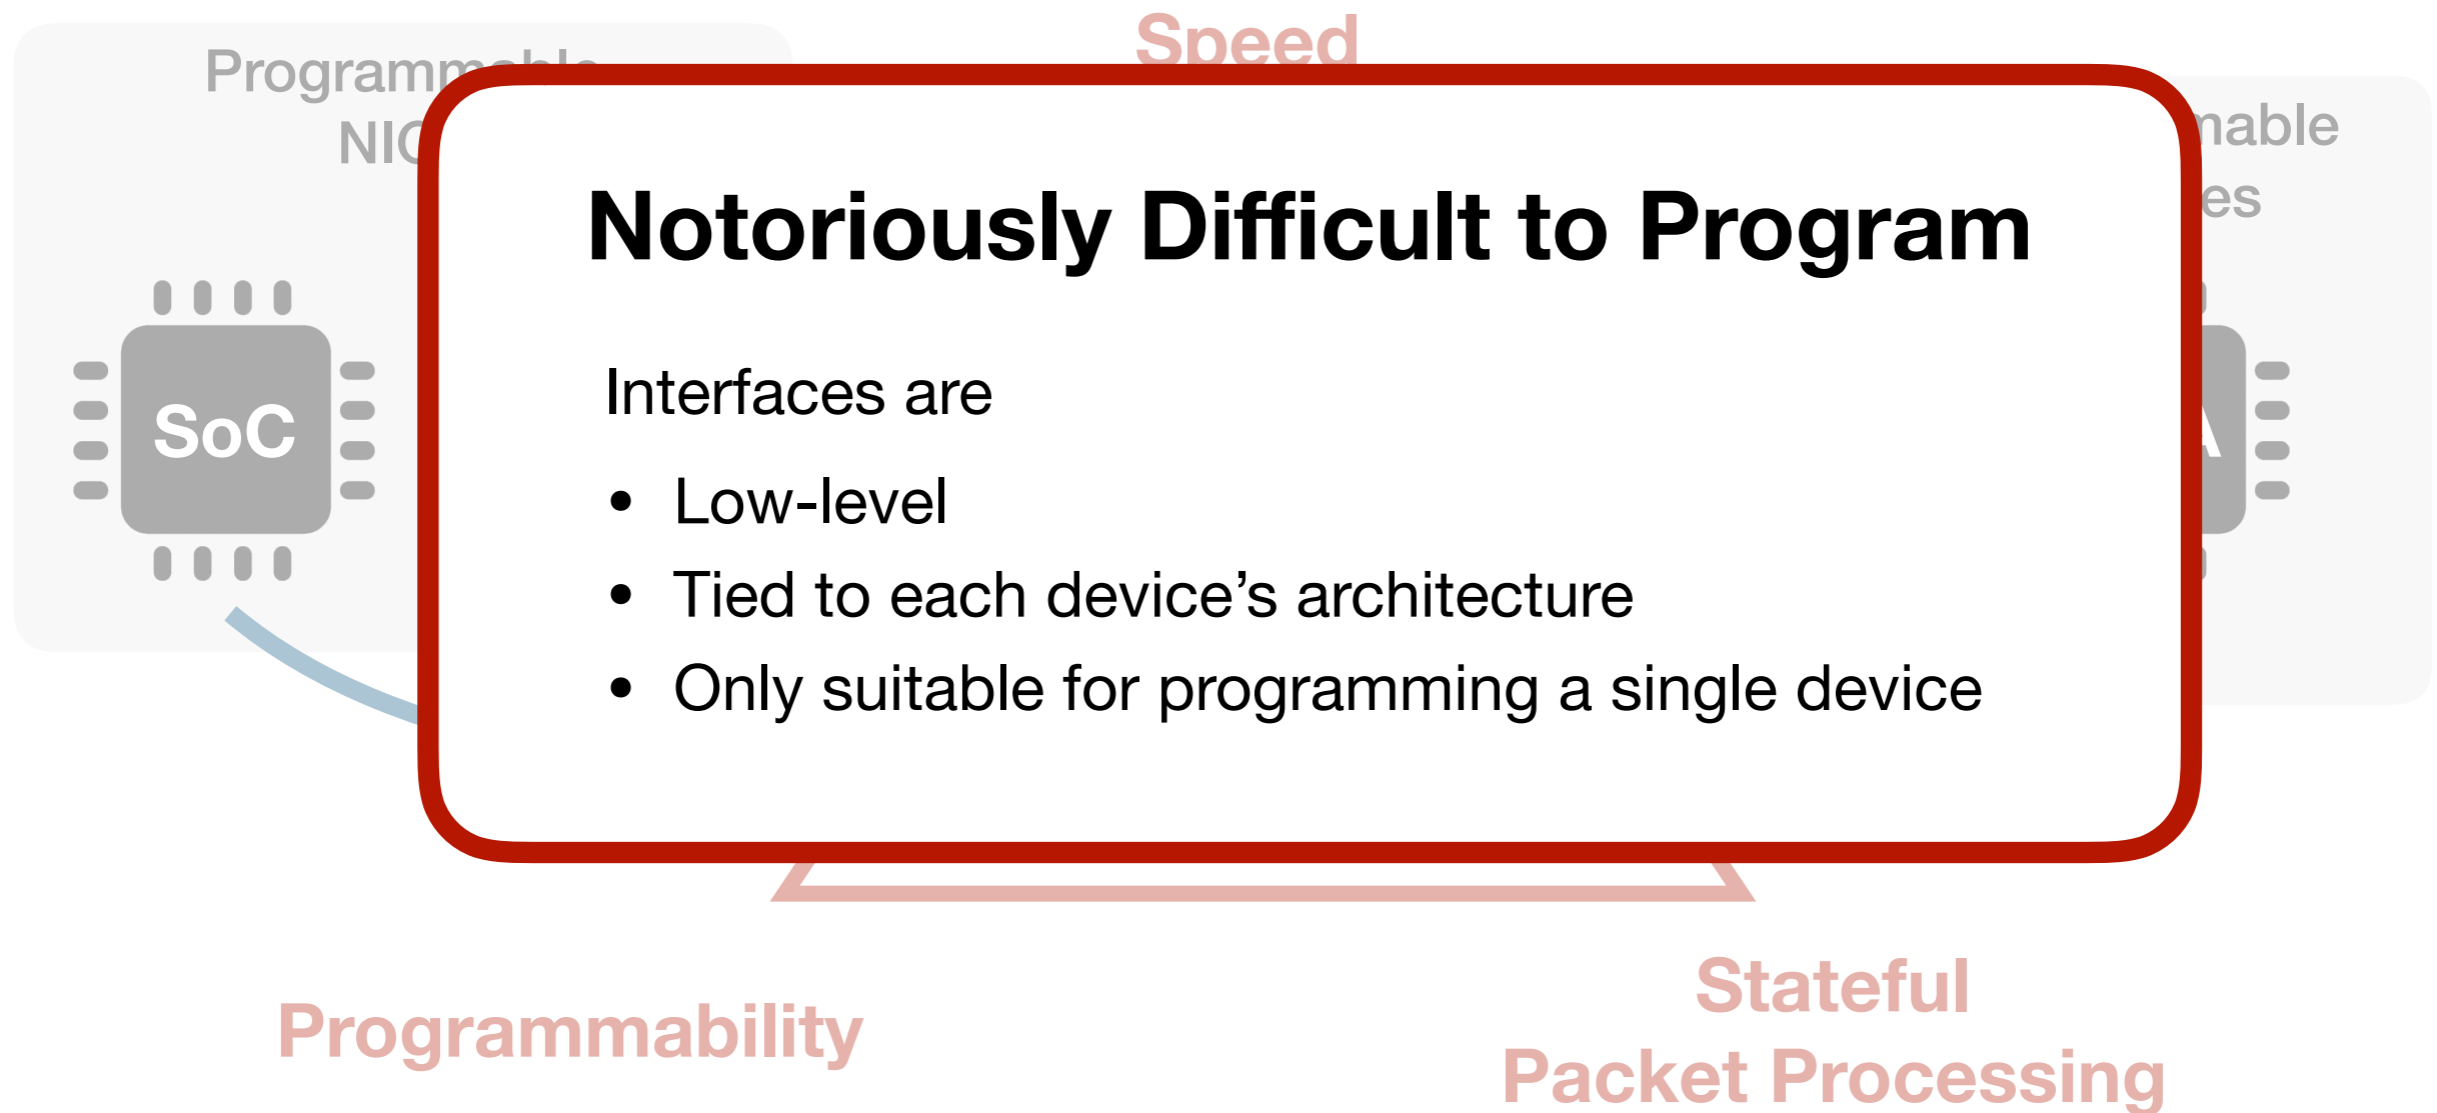 Speed
Programmable
NIC
mable
es
Notoriously Difficult to Program
Interfaces are
• Low-level
• Tied to each device’s architecture
• Only suitable for programming a single device
SoC
A
Programmability
Stateful
Packet Processing